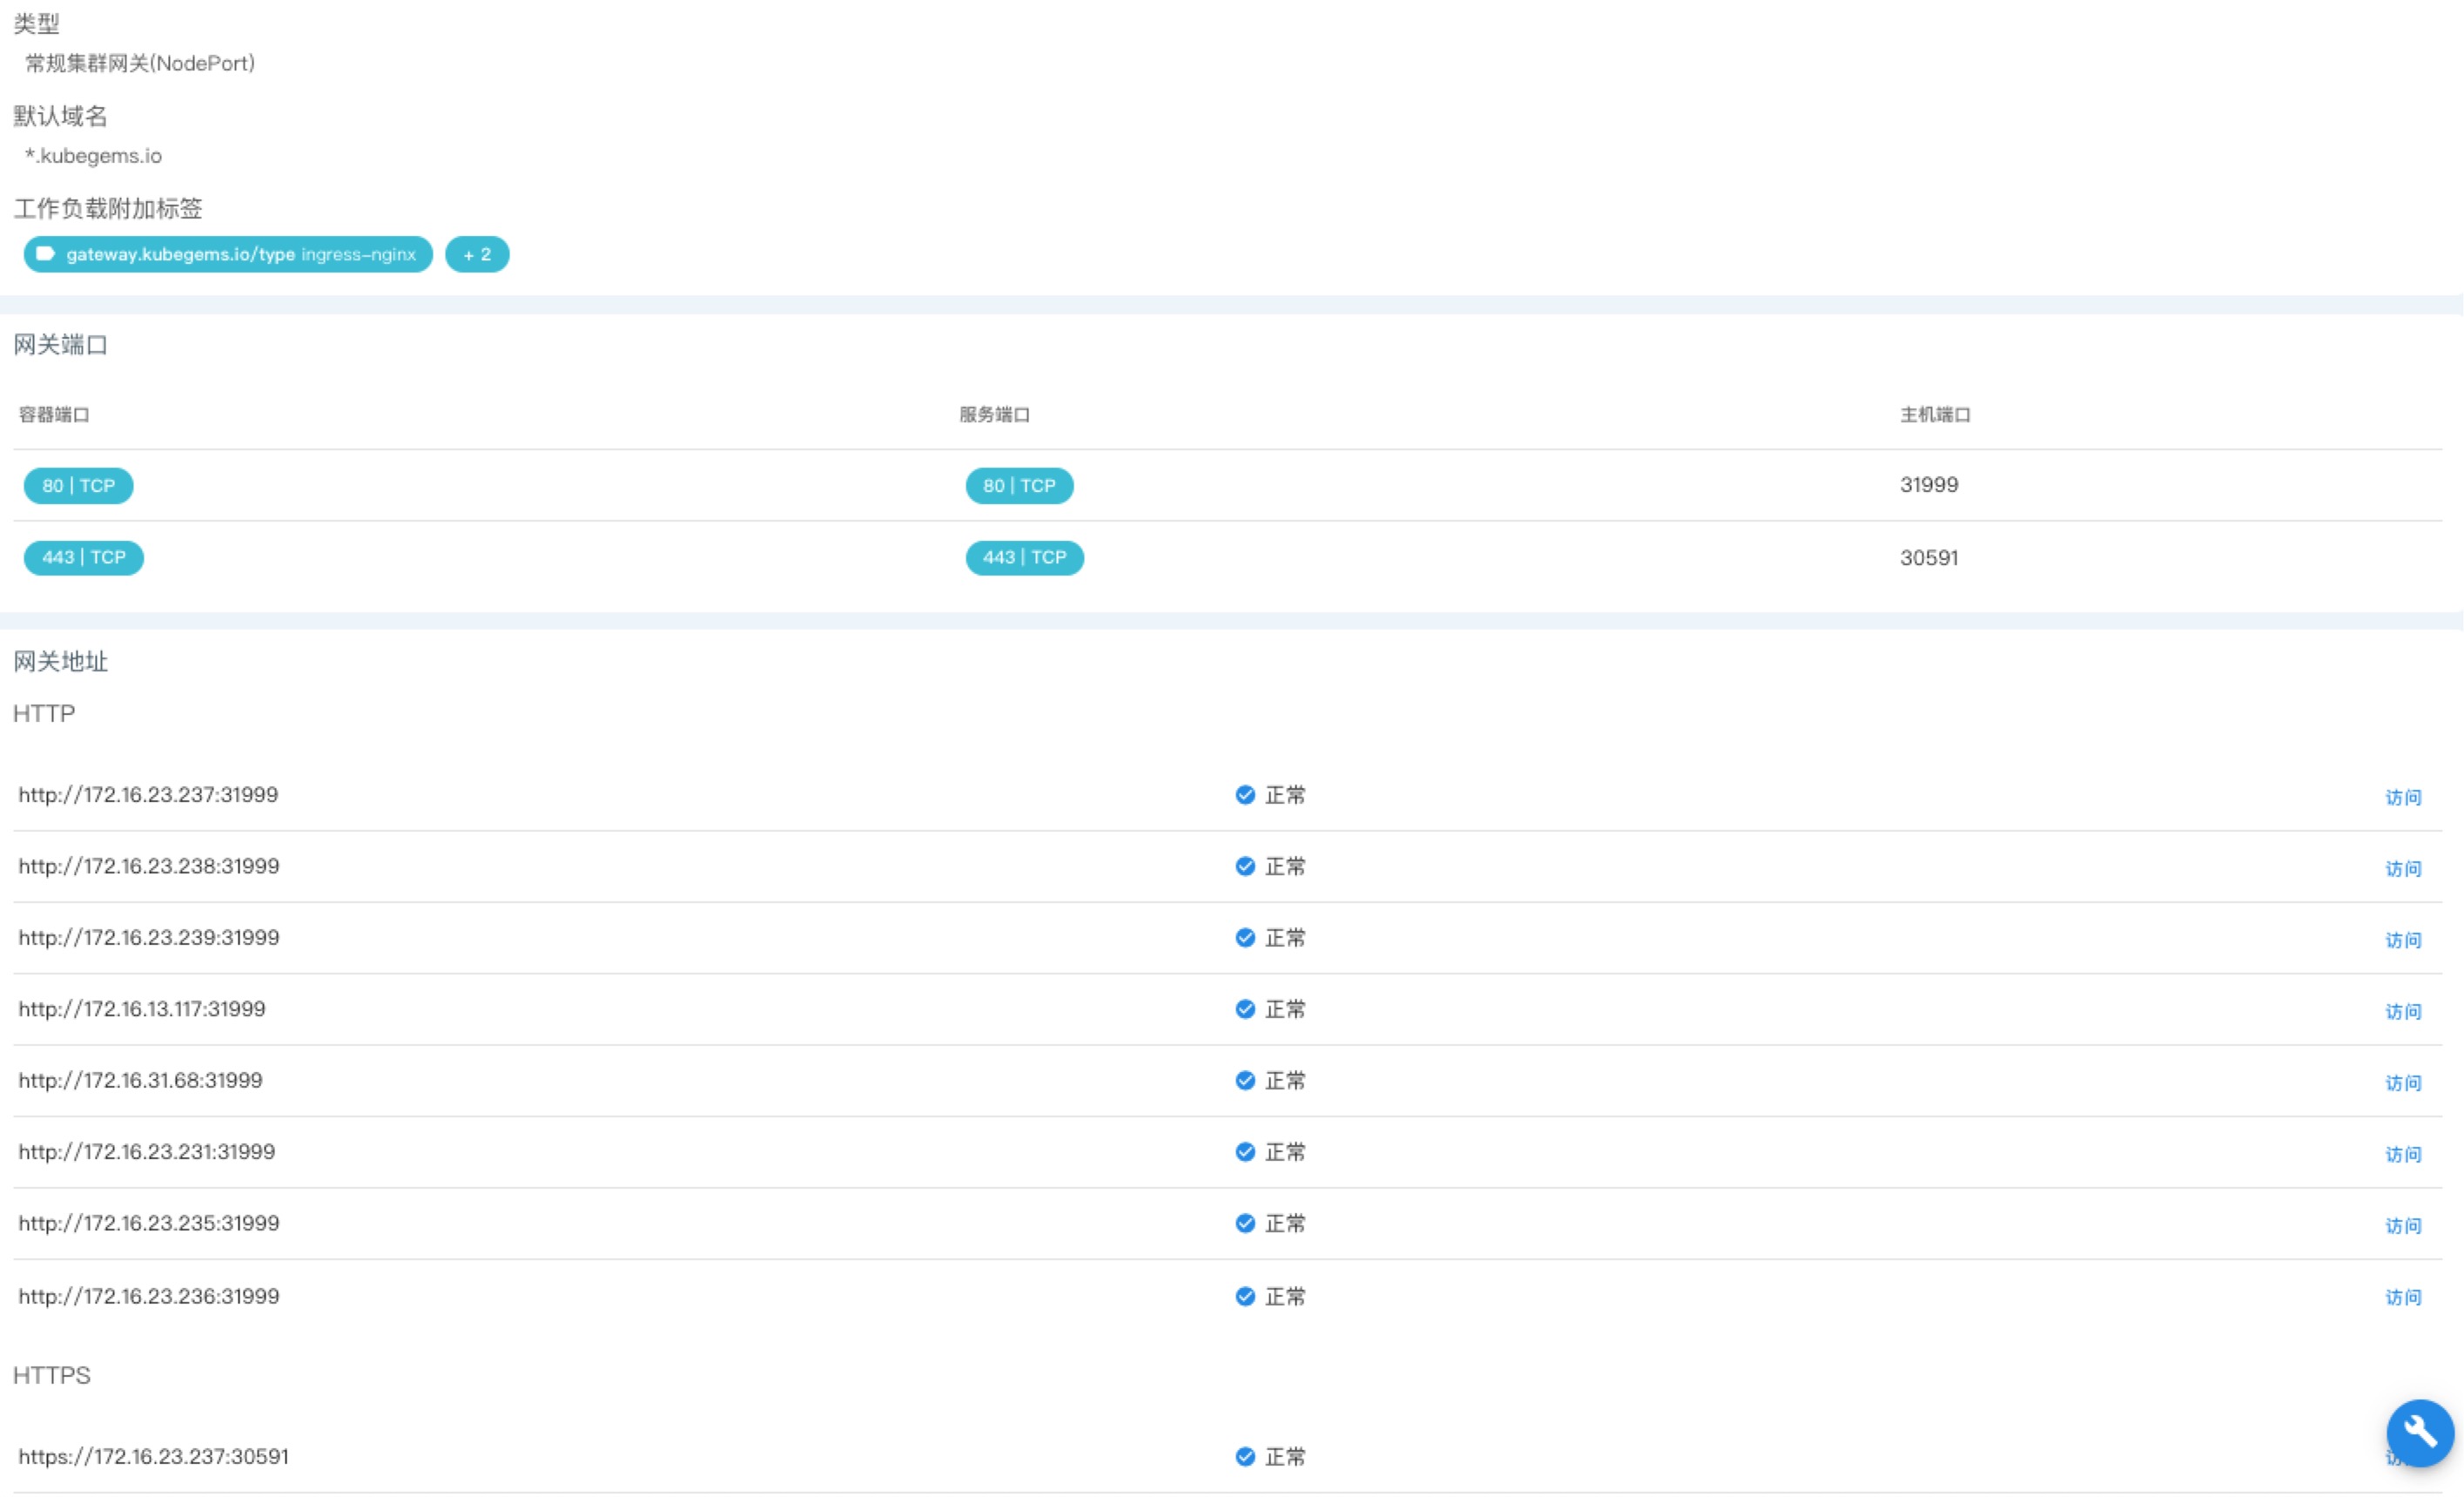 类型
常规集群网关(NodePort)
默认域名
*.kubegems.io
工作负载附加标签
gateway.kubegems.io/type ingress-nginx + 2
网关端口
容器端口 服务端口 主机端口
80 | TCP 80 | TCP 31999
443 | TCP 443 | TCP 30591
网关地址
HTTP
http://172.16.23.237:31999 正常 访问
http://172.16.23.238:31999 正常 访问
http://172.16.23.239:31999 正常 访问
http://172.16.13.117:31999 正常 访问
http://172.16.31.68:31999 正常 访问
http://172.16.23.231:31999 正常 访问
http://172.16.23.235:31999 正常 访问
http://172.16.23.236:31999 正常 访问
HTTPS
https://172.16.23.237:30591 正常